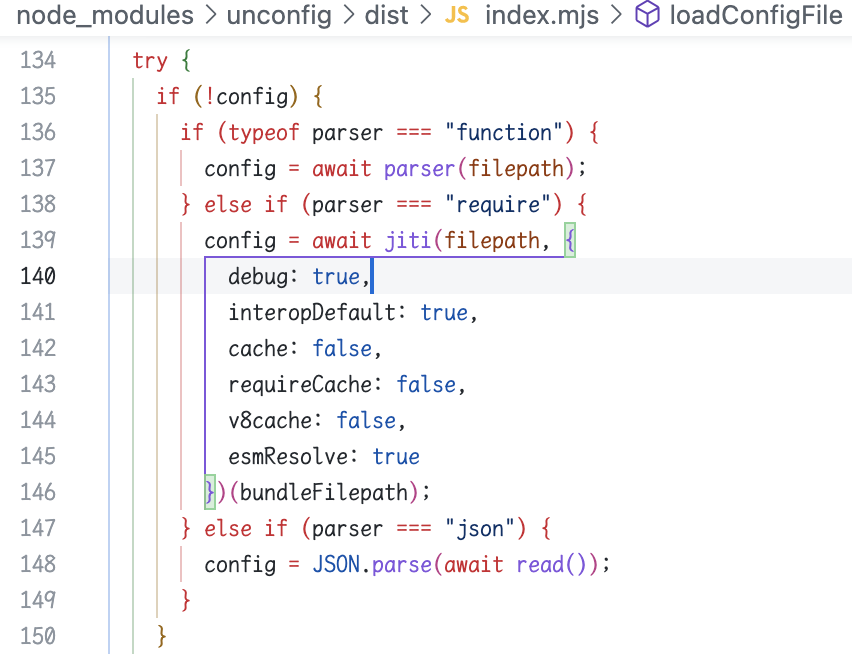 node_modules > unconfig > dist > JS index.mjs > loadConfigFile
134 try {
135 if (!config) {
136 if (typeof parser === "function") {
137 config = await parser(filepath);
138 } else if (parser === "require") {
139 config = await jiti(filepath, {
140 debug: true,
141 interopDefault: true,
142 cache: false,
143 requireCache: false,
144 v8cache: false,
145 esmResolve: true
146 })(bundleFilepath);
147 } else if (parser === "json") {
148 config = JSON.parse(await read());
149 }
150 }